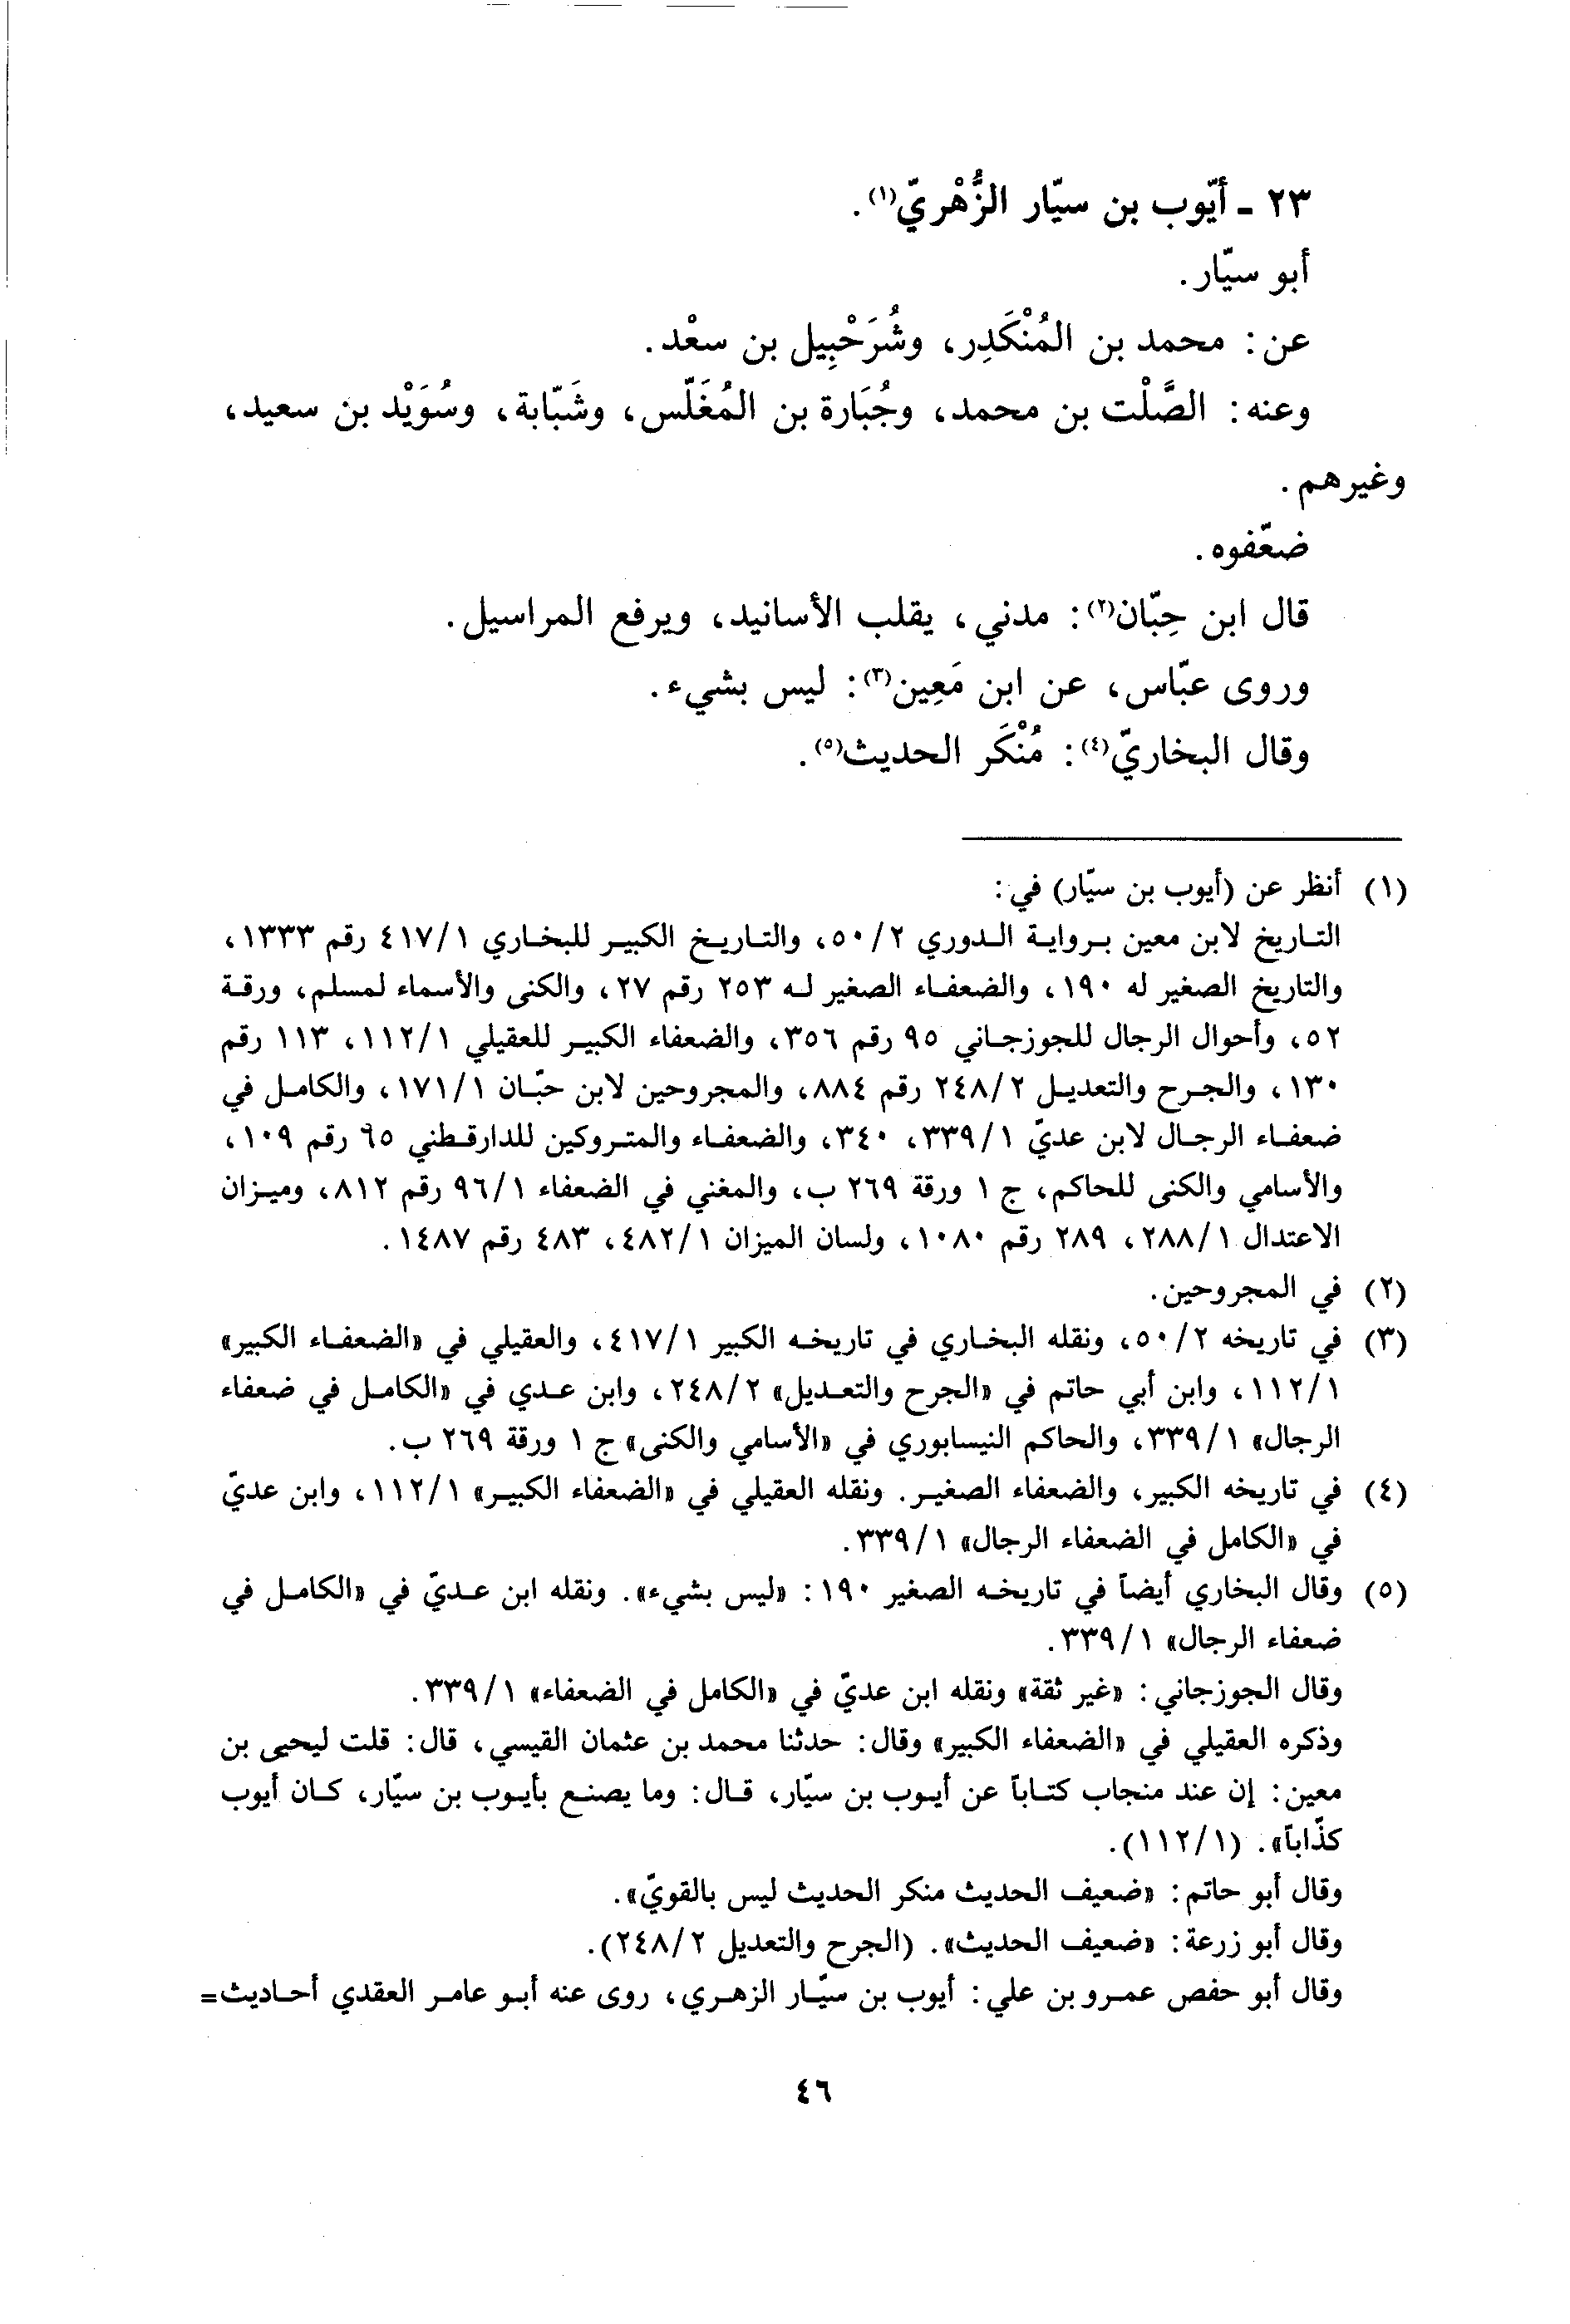 ٢٣ - أيّوب بن سيّار الزُّهْريّ(١).
أبو سيّار.
عن: محمد بن المُنْكَدِر، وشُرَحْبِيل بن سعْد.
وعنه: الصَّلْت بن محمد، وجُبَارة بن المُغَلّس، وشَبّابة، وسُوَيْد بن سعيد،
وغيرهم.
ضعّفوه.
قال ابن حِبّان(٢): مدني، يقلب الأسانيد، ويرفع المراسيل.
وروى عبّاس، عن ابن مَعِين(٣): ليس بشيء.
وقال البخاريّ(٤): مُنْكَر الحديث(٥).
(١) أنظر عن (أيوب بن سيّار) في:
التاريخ لابن معين برواية الدوري ٢/ ٥٠، والتاريخ الكبير للبخاري ١/ ٤١٧ رقم ١٣٣٣،
والتاريخ الصغير له ١٩٠، والضعفاء الصغير له ٢٥٣ رقم ٢٧، والكنى والأسماء لمسلم، ورقة
٥٢، وأحوال الرجال للجوزجاني ٩٥ رقم ٣٥٦، والضعفاء الكبير للعقيلي ١/ ١١٢، ١١٣ رقم
١٣٠، والجرح والتعديل ٢/ ٢٤٨ رقم ٨٨٤، والمجروحين لابن حبّان ١/ ١٧١، والكامل في
ضعفاء الرجال لابن عديّ ١/ ٣٣٩، ٣٤٠، والضعفاء والمتروكين للدارقطني ٦٥ رقم ١٠٩،
والأسامي والكنى للحاكم، ج ١ ورقة ٢٦٩ ب، والمغني في الضعفاء ١/ ٩٦ رقم ٨١٢، وميزان
الاعتدال ١/ ٢٨٨، ٢٨٩ رقم ١٠٨٠، ولسان الميزان ١/ ٤٨٢، ٤٨٣ رقم ١٤٨٧.
(٢) في المجروحين.
(٣) في تاريخه ٢/ ٥٠، ونقله البخاري في تاريخه الكبير ١/ ٤١٧، والعقيلي في «الضعفاء الكبير»
١/ ١١٢، وابن أبي حاتم في «الجرح والتعديل» ٢/ ٢٤٨، وابن عدي في «الكامل في ضعفاء
الرجال» ١/ ٣٣٩، والحاكم النيسابوري في «الأسامي والكنى» ج ١ ورقة ٢٦٩ ب.
(٤) في تاريخه الكبير، والضعفاء الصغير. ونقله العقيلي في «الضعفاء الكبير» ١/ ١١٢، وابن عديّ
في «الكامل في الضعفاء الرجال» ١/ ٣٣٩.
(٥) وقال البخاري أيضاً في تاريخه الصغير ١٩٠: «ليس بشيء». ونقله ابن عديّ في «الكامل في
ضعفاء الرجال» ١/ ٣٣٩.
وقال الجوزجاني: «غير ثقة» ونقله ابن عديّ في «الكامل في الضعفاء» ١/ ٣٣٩.
وذكره العقيلي في «الضعفاء الكبير» وقال: حدثنا محمد بن عثمان القيسي، قال: قلت ليحيى بن
معين: إن عند منجاب كتاباً عن أيوب بن سيّار، قال: وما يصنع بأيوب بن سيّار، كان أيوب
كذّاباً». (١/ ١١٢).
وقال أبو حاتم: «ضعيف الحديث منكر الحديث ليس بالقويّ».
وقال أبو زرعة: «ضعيف الحديث». (الجرح والتعديل ٢/ ٢٤٨).
وقال أبو حفص عمرو بن علي: أيوب بن سيّار الزهري، روى عنه أبو عامر العقدي أحاديث=
٤٦